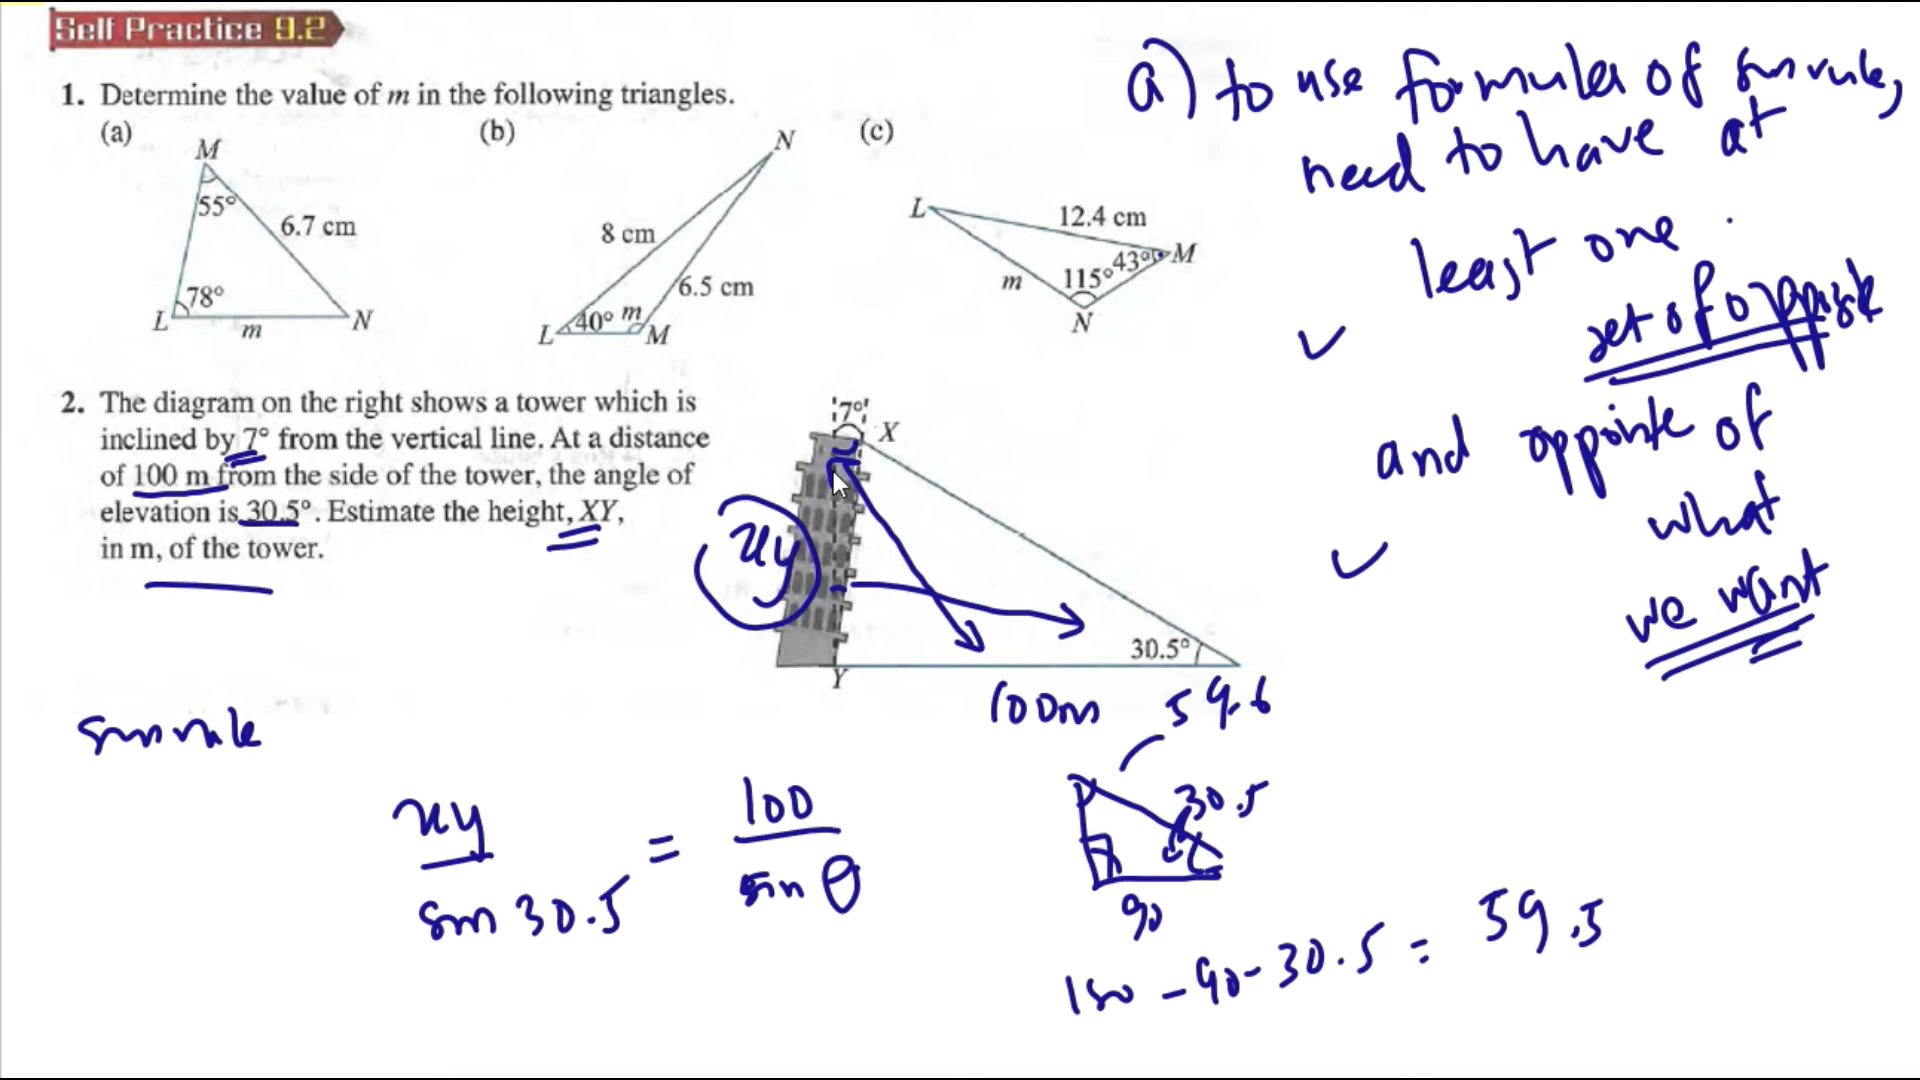 Self Practice 9.2
1. Determine the value of m in the following triangles.
(a)
M
55°
6.7 cm
78°
L
m
N
(b)
N
8 cm
6.5 cm
40°
m
L
M
(c)
L
12.4 cm
43°
M
m
115°
N
2. The diagram on the right shows a tower which is
inclined by 7° from the vertical line. At a distance
of 100 m from the side of the tower, the angle of
elevation is 30.5°. Estimate the height, XY,
in m, of the tower.
7°
X
xy
30.5°
Y
100m
59.6
a) to use formula of sin rule,
need to have at
least one
set of opposite
and opposite of
what
we want
sin rule
xy
sin 30.5
=
100
sin θ
30.5
90
180 - 90 - 30.5 = 59.5